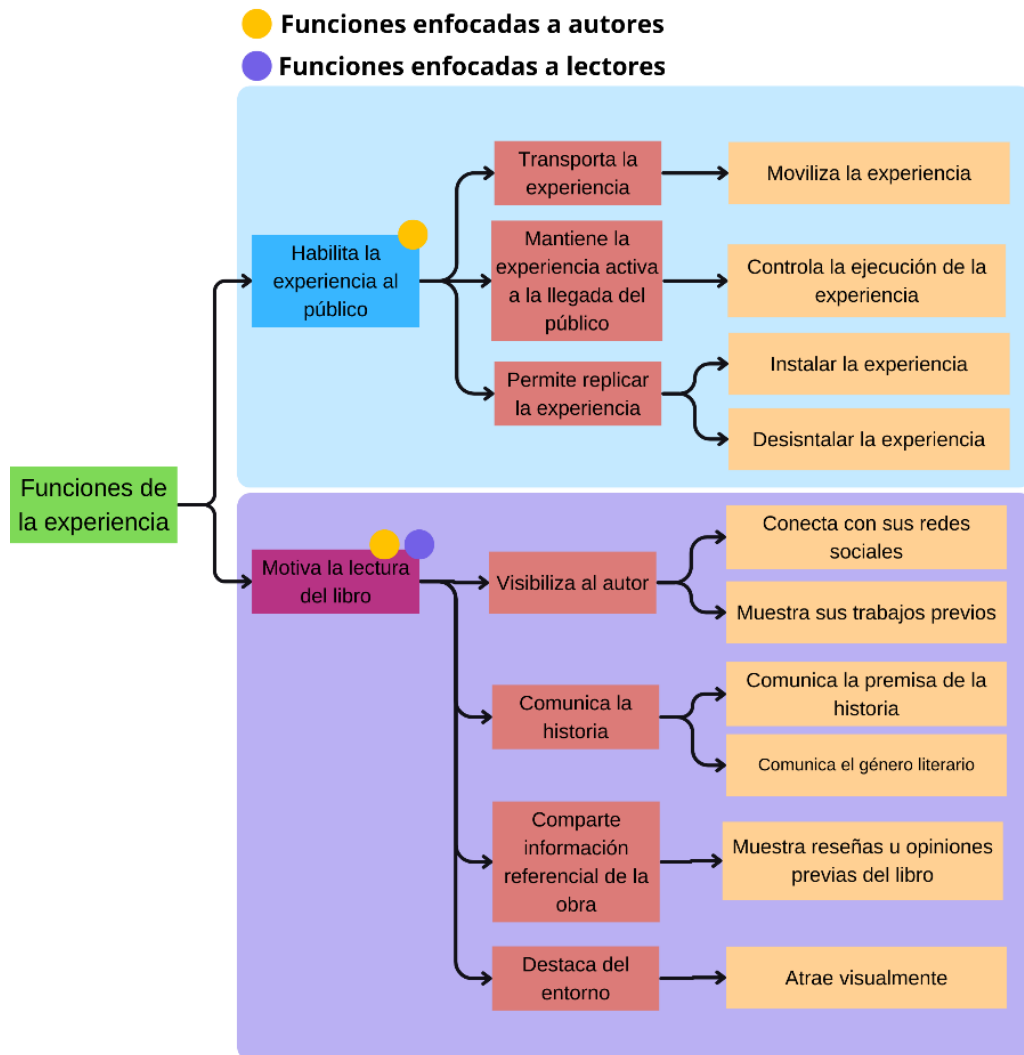 Funciones enfocadas a autores
Funciones enfocadas a lectores
Funciones de
la experiencia
Habilita la
experiencia al
público
Transporta la
experiencia
Moviliza la experiencia
Mantiene la
experiencia activa
a la llegada del
público
Controla la ejecución de la
experiencia
Permite replicar
la experiencia
Instalar la experiencia
Desisntalar la experiencia
Motiva la lectura
del libro
Visibiliza al autor
Conecta con sus redes
sociales
Muestra sus trabajos previos
Comunica la
historia
Comunica la premisa de la
historia
Comunica el género literario
Comparte
información
referencial de la
obra
Muestra reseñas u opiniones
previas del libro
Destaca del
entorno
Atrae visualmente